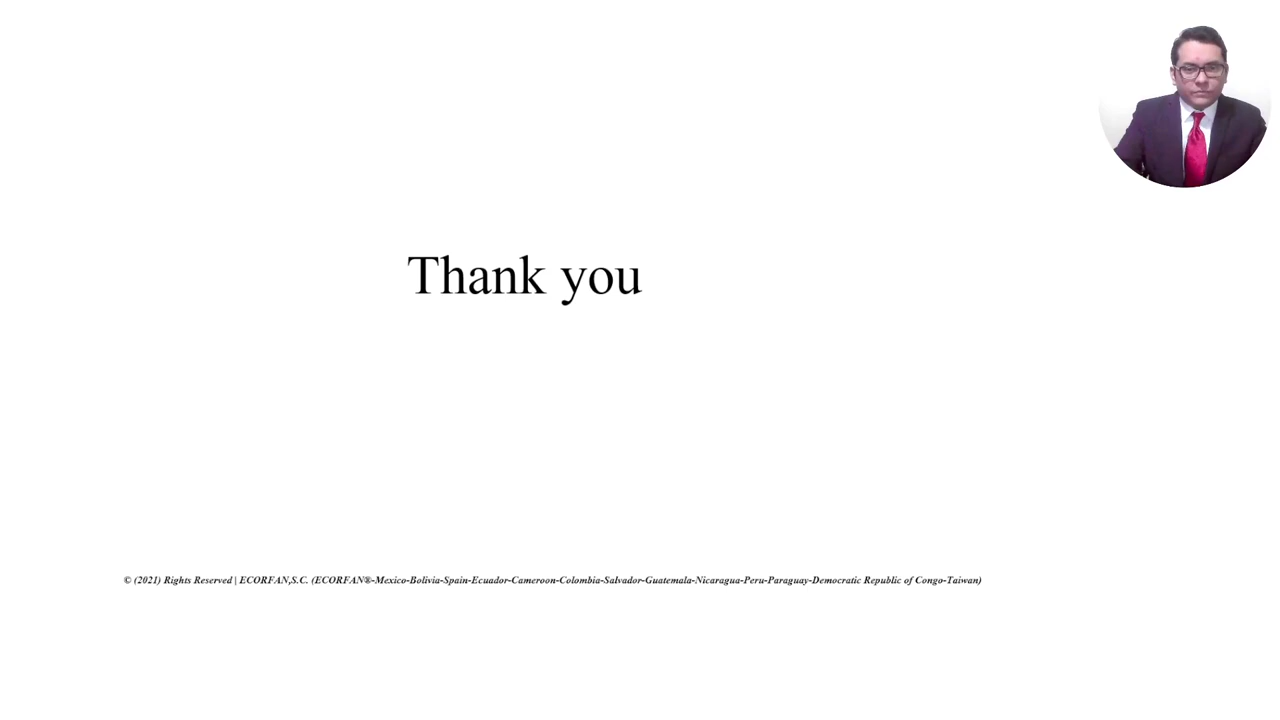 Thank you
© (2021) Rights Reserved | ECORFAN,S.C. (ECORFAN®-Mexico-Bolivia-Spain-Ecuador-Cameroon-Colombia-Salvador-Guatemala-Nicaragua-Peru-Paraguay-Democratic Republic of Congo-Taiwan)